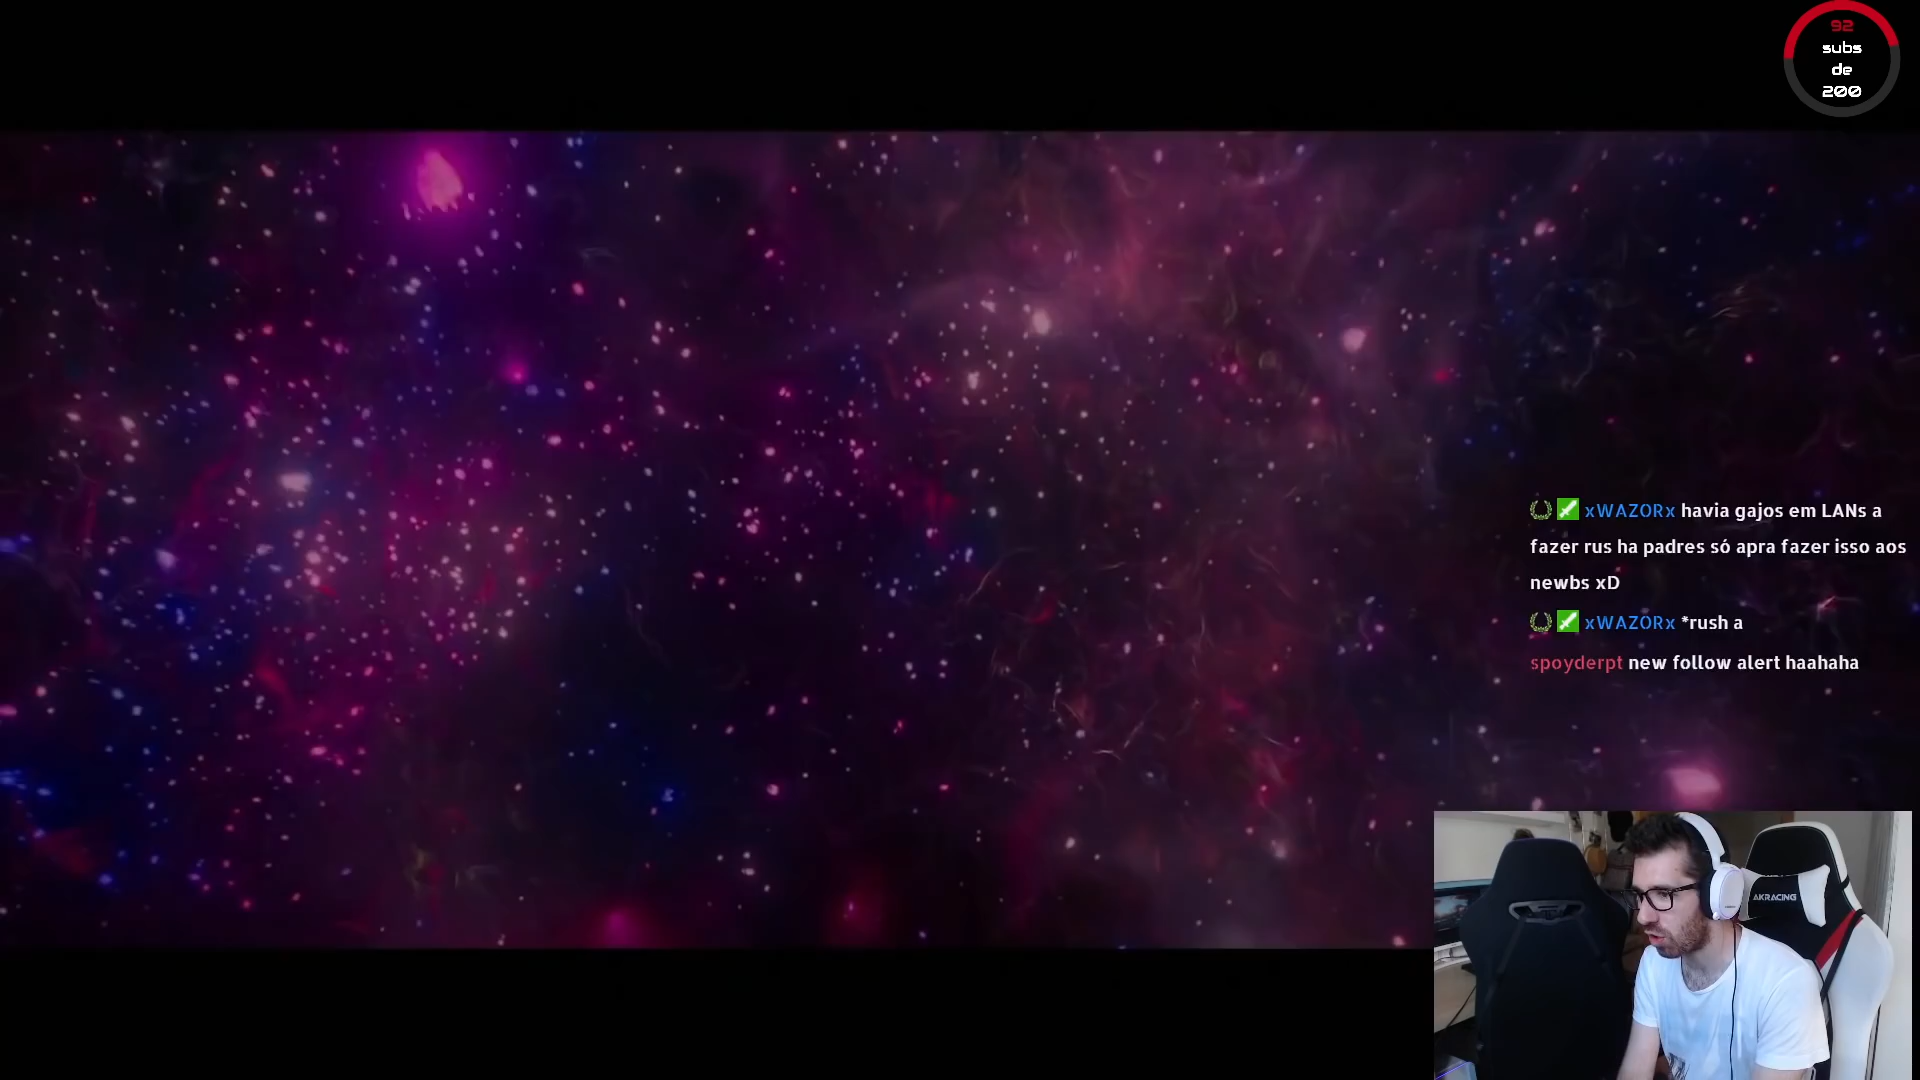 92
subs
de
200
xWAZORx havia gajos em LANs a
fazer rus ha padres só apra fazer isso aos
newbs xD
xWAZORx *rush a
spoyderpt new follow alert haahaha
AKRACING